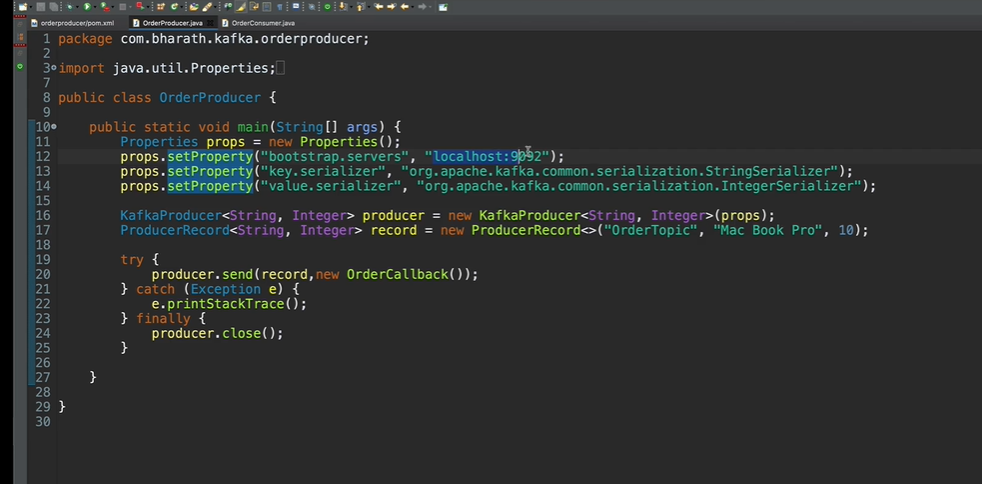 orderproducer/pom.xml OrderProducer.java OrderConsumer.java
1 package com.bharath.kafka.orderproducer;
2
3 import java.util.Properties;
7
8 public class OrderProducer {
9
10 public static void main(String[] args) {
11 Properties props = new Properties();
12 props.setProperty("bootstrap.servers", "localhost:9092");
13 props.setProperty("key.serializer", "org.apache.kafka.common.serialization.StringSerializer");
14 props.setProperty("value.serializer", "org.apache.kafka.common.serialization.IntegerSerializer");
15
16 KafkaProducer<String, Integer> producer = new KafkaProducer<String, Integer>(props);
17 ProducerRecord<String, Integer> record = new ProducerRecord<>("OrderTopic", "Mac Book Pro", 10);
18
19 try {
20 producer.send(record,new OrderCallback());
21 } catch (Exception e) {
22 e.printStackTrace();
23 } finally {
24 producer.close();
25 }
26
27 }
28
29 }
30